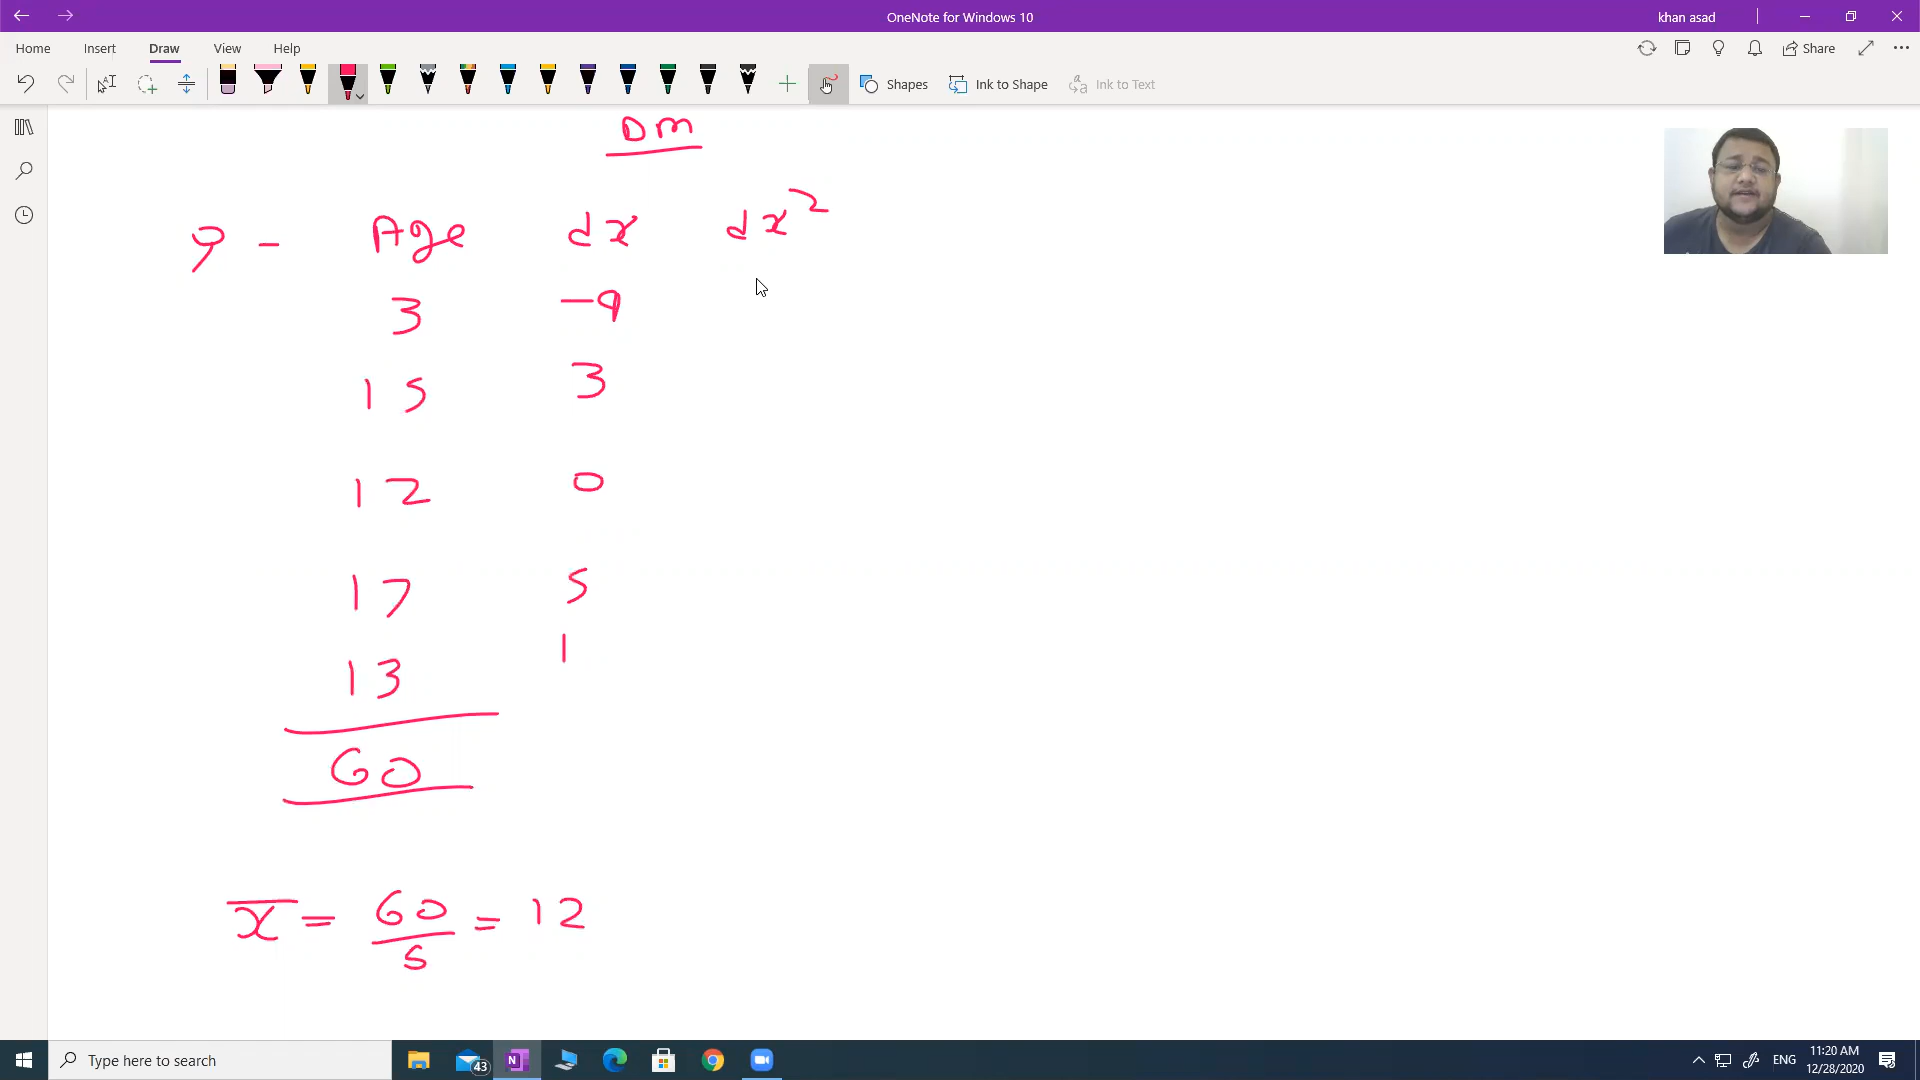 OneNote for Windows 10
khan asad
Home Insert Draw View Help
Share
Shapes Ink to Shape Ink to Text
DM
Age dx dx²
3 -9
15 3
12 0
17 5
13 1
60
x̄ = 60/5 = 12
Type here to search
43
ENG
11:20 AM
12/28/2020